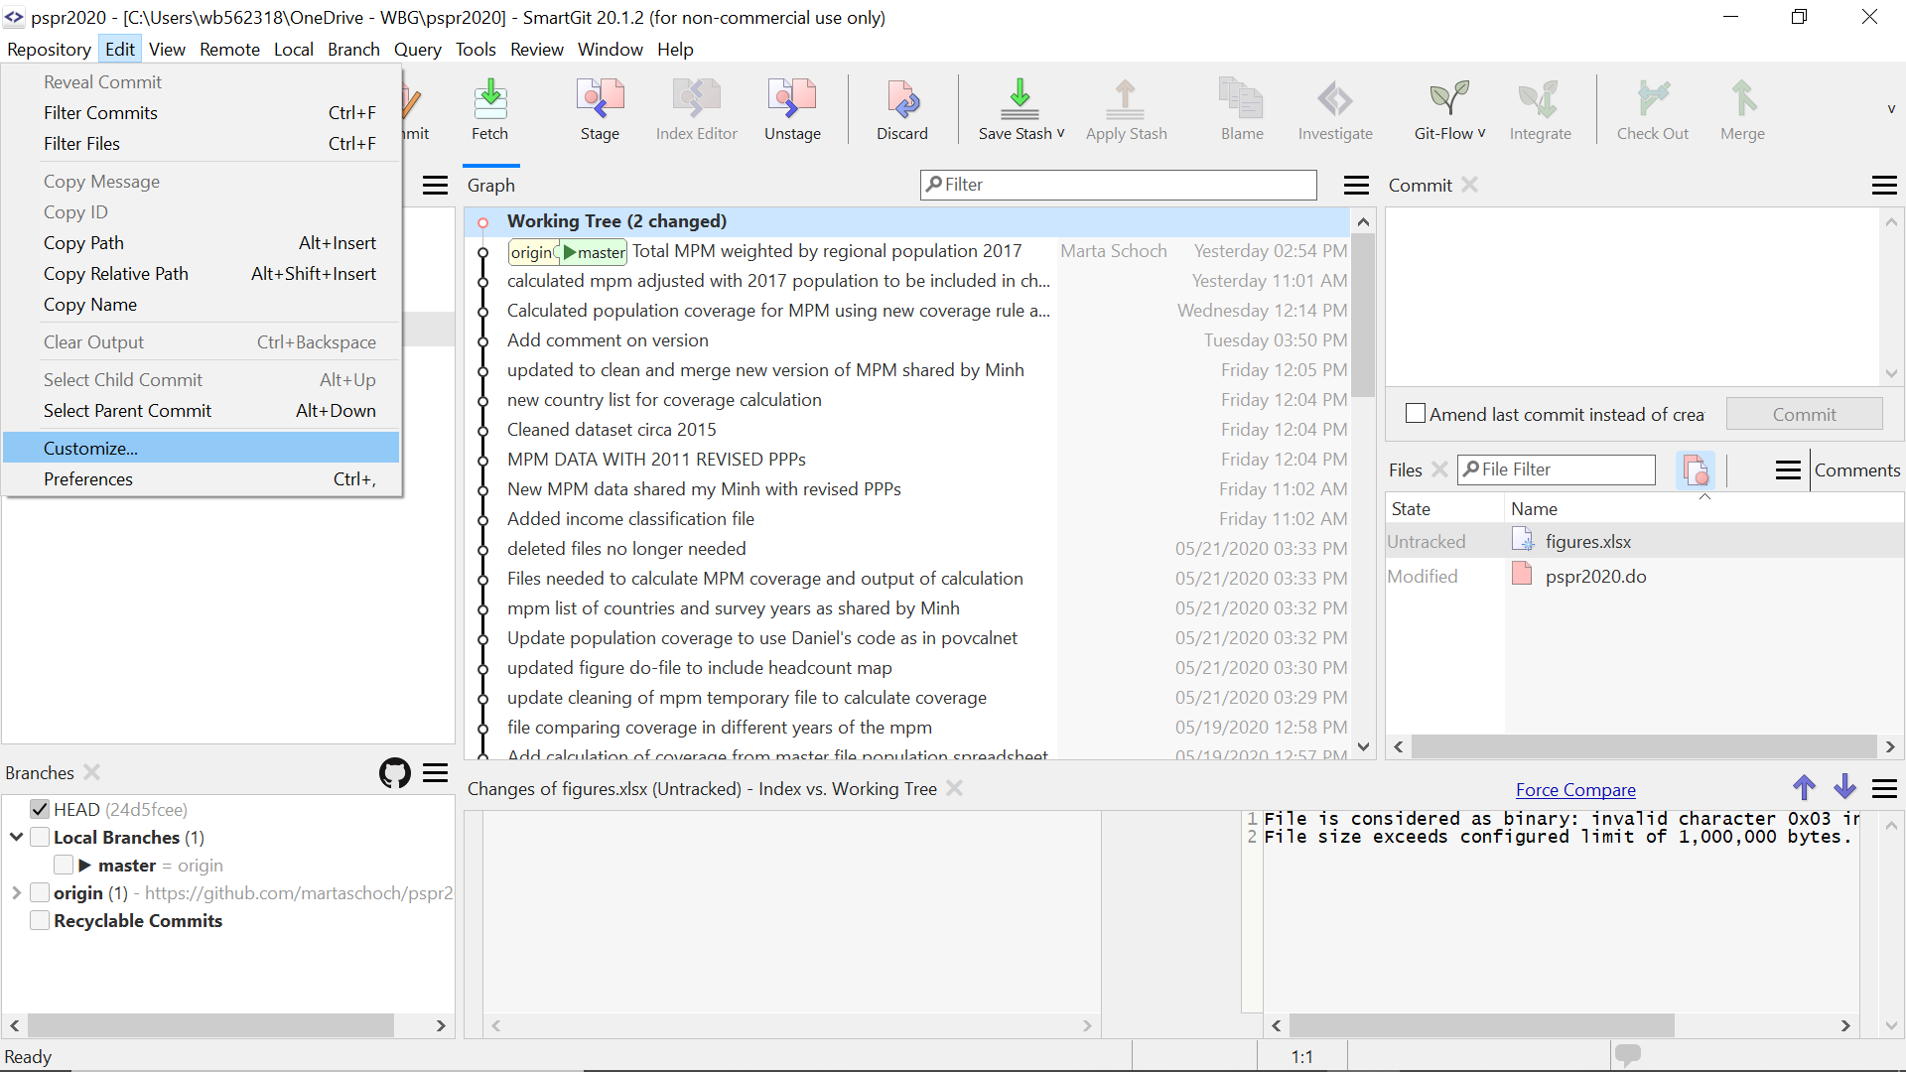 pspr2020 - [C:\Users\wb562318\OneDrive - WBG\pspr2020] - SmartGit 20.1.2 (for non-commercial use only)
Repository Edit View Remote Local Branch Query Tools Review Window Help
Reveal Commit
Filter Commits Ctrl+F
Filter Files Ctrl+F
Copy Message
Copy ID
Copy Path Alt+Insert
Copy Relative Path Alt+Shift+Insert
Copy Name
Clear Output Ctrl+Backspace
Select Child Commit Alt+Up
Select Parent Commit Alt+Down
Customize...
Preferences Ctrl+,
mit Fetch Stage Index Editor Unstage Discard Save Stash Apply Stash Blame Investigate Git-Flow Integrate Check Out Merge
Graph
Filter
Working Tree (2 changed)
origin master Total MPM weighted by regional population 2017 Marta Schoch Yesterday 02:54 PM
calculated mpm adjusted with 2017 population to be included in ch... Yesterday 11:01 AM
Calculated population coverage for MPM using new coverage rule a... Wednesday 12:14 PM
Add comment on version Tuesday 03:50 PM
updated to clean and merge new version of MPM shared by Minh Friday 12:05 PM
new country list for coverage calculation Friday 12:04 PM
Cleaned dataset circa 2015 Friday 12:04 PM
MPM DATA WITH 2011 REVISED PPPs Friday 12:04 PM
New MPM data shared my Minh with revised PPPs Friday 11:02 AM
Added income classification file Friday 11:02 AM
deleted files no longer needed 05/21/2020 03:33 PM
Files needed to calculate MPM coverage and output of calculation 05/21/2020 03:33 PM
mpm list of countries and survey years as shared by Minh 05/21/2020 03:32 PM
Update population coverage to use Daniel's code as in povcalnet 05/21/2020 03:32 PM
updated figure do-file to include headcount map 05/21/2020 03:30 PM
update cleaning of mpm temporary file to calculate coverage 05/21/2020 03:29 PM
file comparing coverage in different years of the mpm 05/19/2020 12:58 PM
Add calculation of coverage from master file population spreadsheet 05/19/2020 12:57 PM
Commit
Amend last commit instead of crea Commit
Files File Filter Comments
State Name
Untracked figures.xlsx
Modified pspr2020.do
Branches
HEAD (24d5fcee)
Local Branches (1)
master = origin
origin (1) - https://github.com/martaschoch/pspr2
Recyclable Commits
Changes of figures.xlsx (Untracked) - Index vs. Working Tree Force Compare
1 File is considered as binary: invalid character 0x03 in
2 File size exceeds configured limit of 1,000,000 bytes.
Ready 1:1